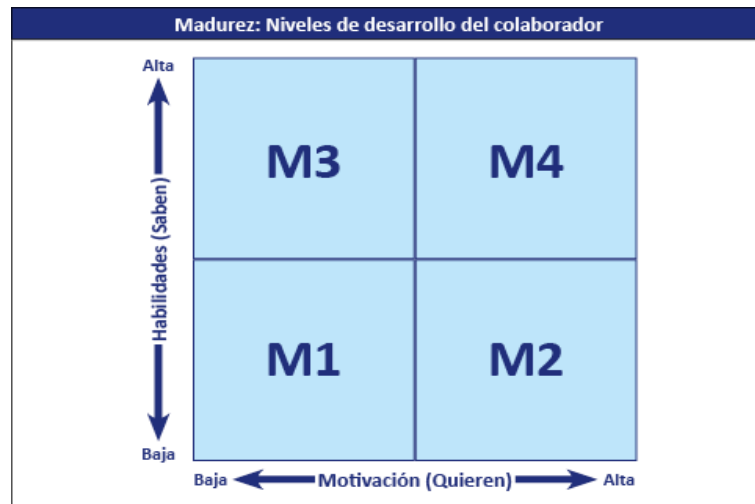 Madurez: Niveles de desarrollo del colaborador
Alta
Habilidades (Saben)
M3 M4
M1 M2
Baja
Baja Motivación (Quieren) Alta